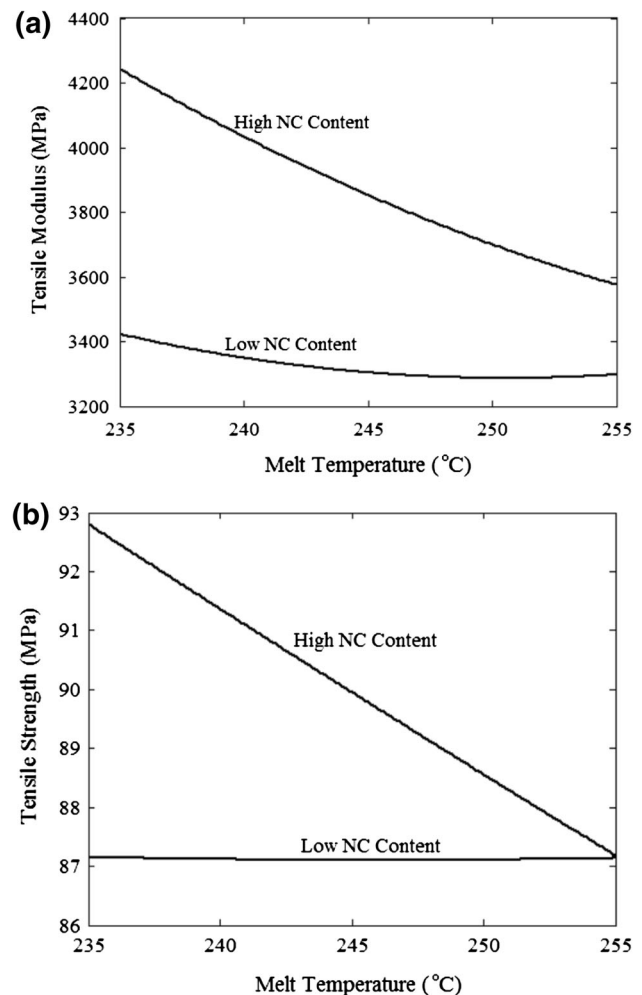 (a)
4400
4200
4000
3800
3600
3400
3200
Tensile Modulus (MPa)
High NC Content
Low NC Content
235
240
245
250
255
Melt Temperature (°C)
(b)
93
92
91
90
89
88
87
86
Tensile Strength (MPa)
High NC Content
Low NC Content
235
240
245
250
255
Melt Temperature (°C)